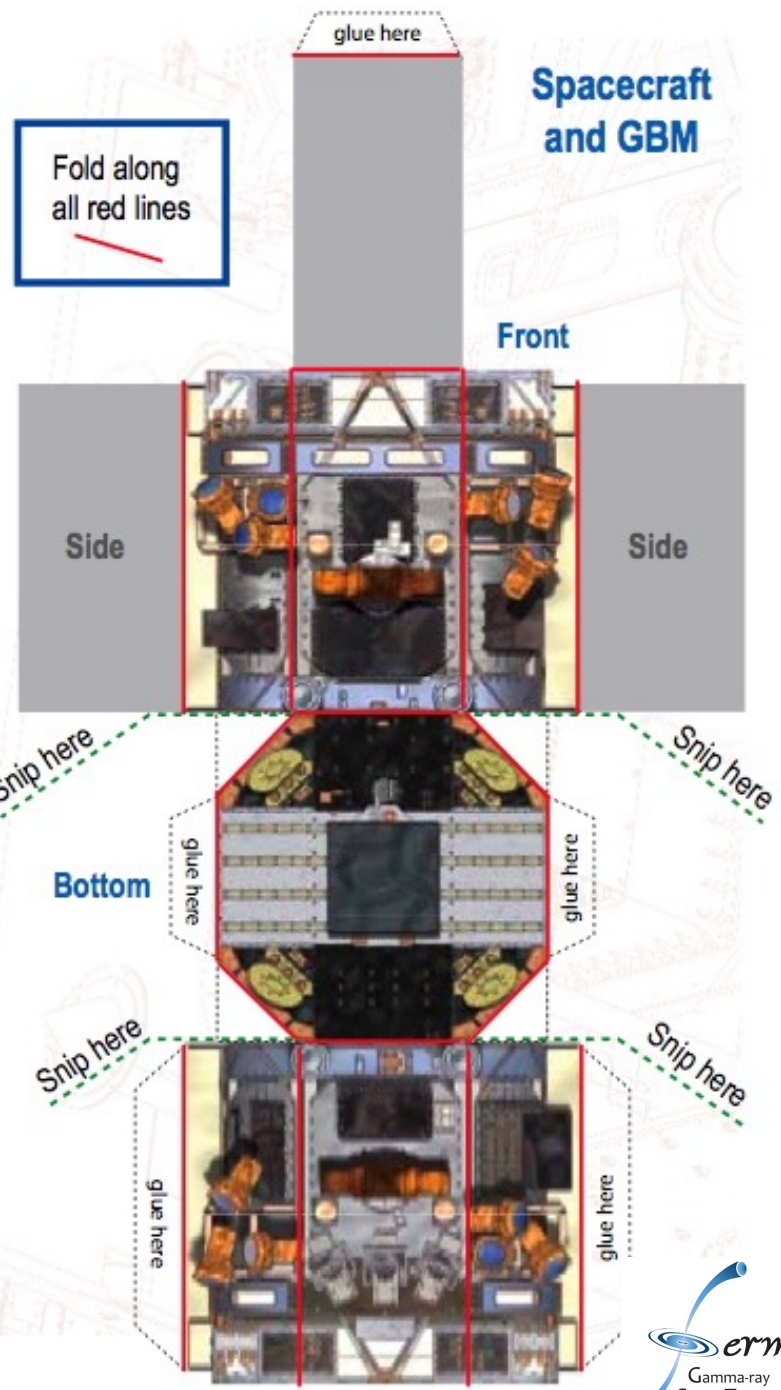 glue here
Spacecraft
and GBM
Fold along
all red lines
Front
Side
Side
Snip here
Snip here
glue here
glue here
Bottom
Snip here
Snip here
glue here
glue here
erm
Gamma-ray